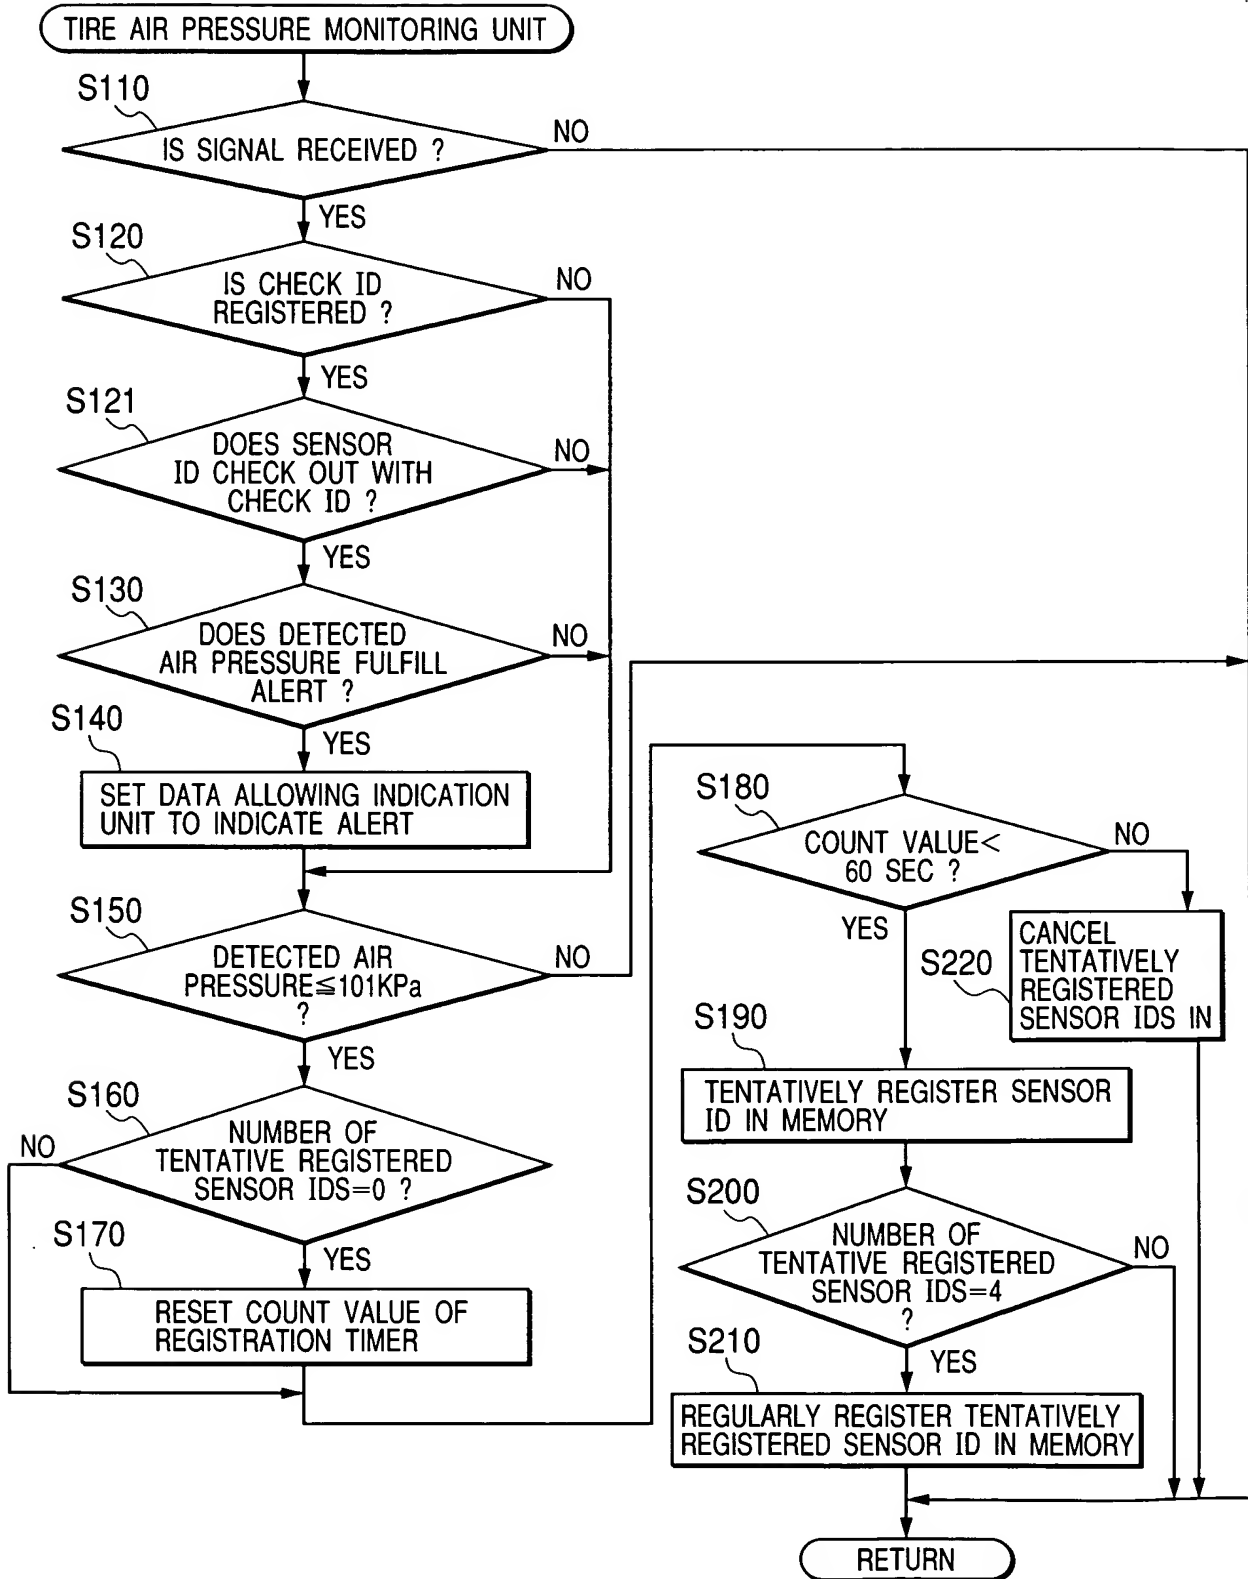 TIRE AIR PRESSURE MONITORING UNIT
S110
IS SIGNAL RECEIVED ?
NO
YES
S120
IS CHECK ID
REGISTERED ?
NO
YES
S121
DOES SENSOR
ID CHECK OUT WITH
CHECK ID ?
NO
YES
S130
DOES DETECTED
AIR PRESSURE FULFILL
ALERT ?
NO
YES
S140
SET DATA ALLOWING INDICATION
UNIT TO INDICATE ALERT
S150
DETECTED AIR
PRESSURE≦101KPa
?
NO
YES
S160
NUMBER OF
TENTATIVE REGISTERED
SENSOR IDS=0 ?
NO
YES
S170
RESET COUNT VALUE OF
REGISTRATION TIMER
S180
COUNT VALUE<
60 SEC ?
NO
YES
S220
CANCEL
TENTATIVELY
REGISTERED
SENSOR IDS IN
S190
TENTATIVELY REGISTER SENSOR
ID IN MEMORY
S200
NUMBER OF
TENTATIVE REGISTERED
SENSOR IDS=4
?
NO
YES
S210
REGULARLY REGISTER TENTATIVELY
REGISTERED SENSOR ID IN MEMORY
RETURN